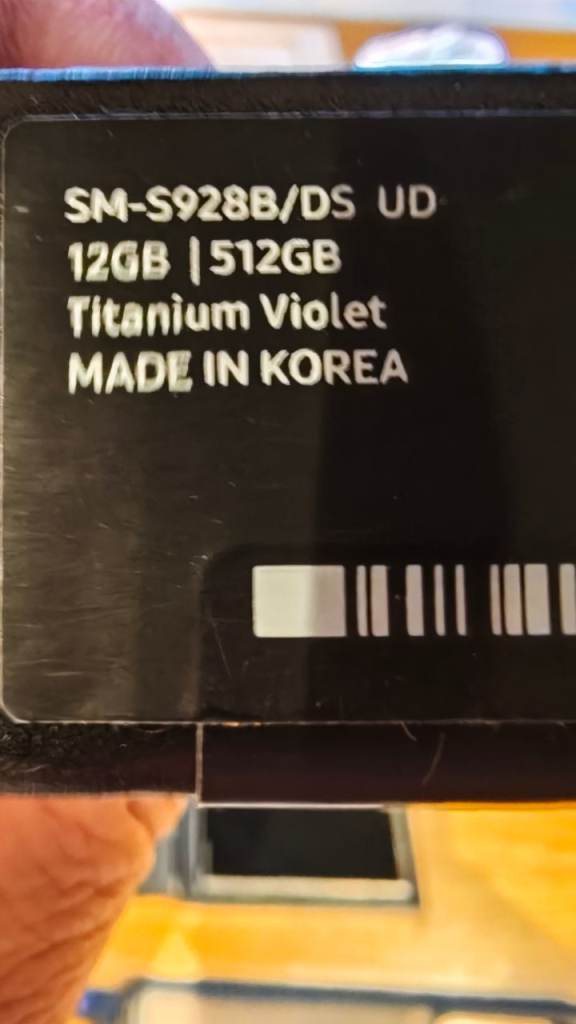 SM-S928B/DS UD
12GB | 512GB
Titanium Violet
MADE IN KOREA